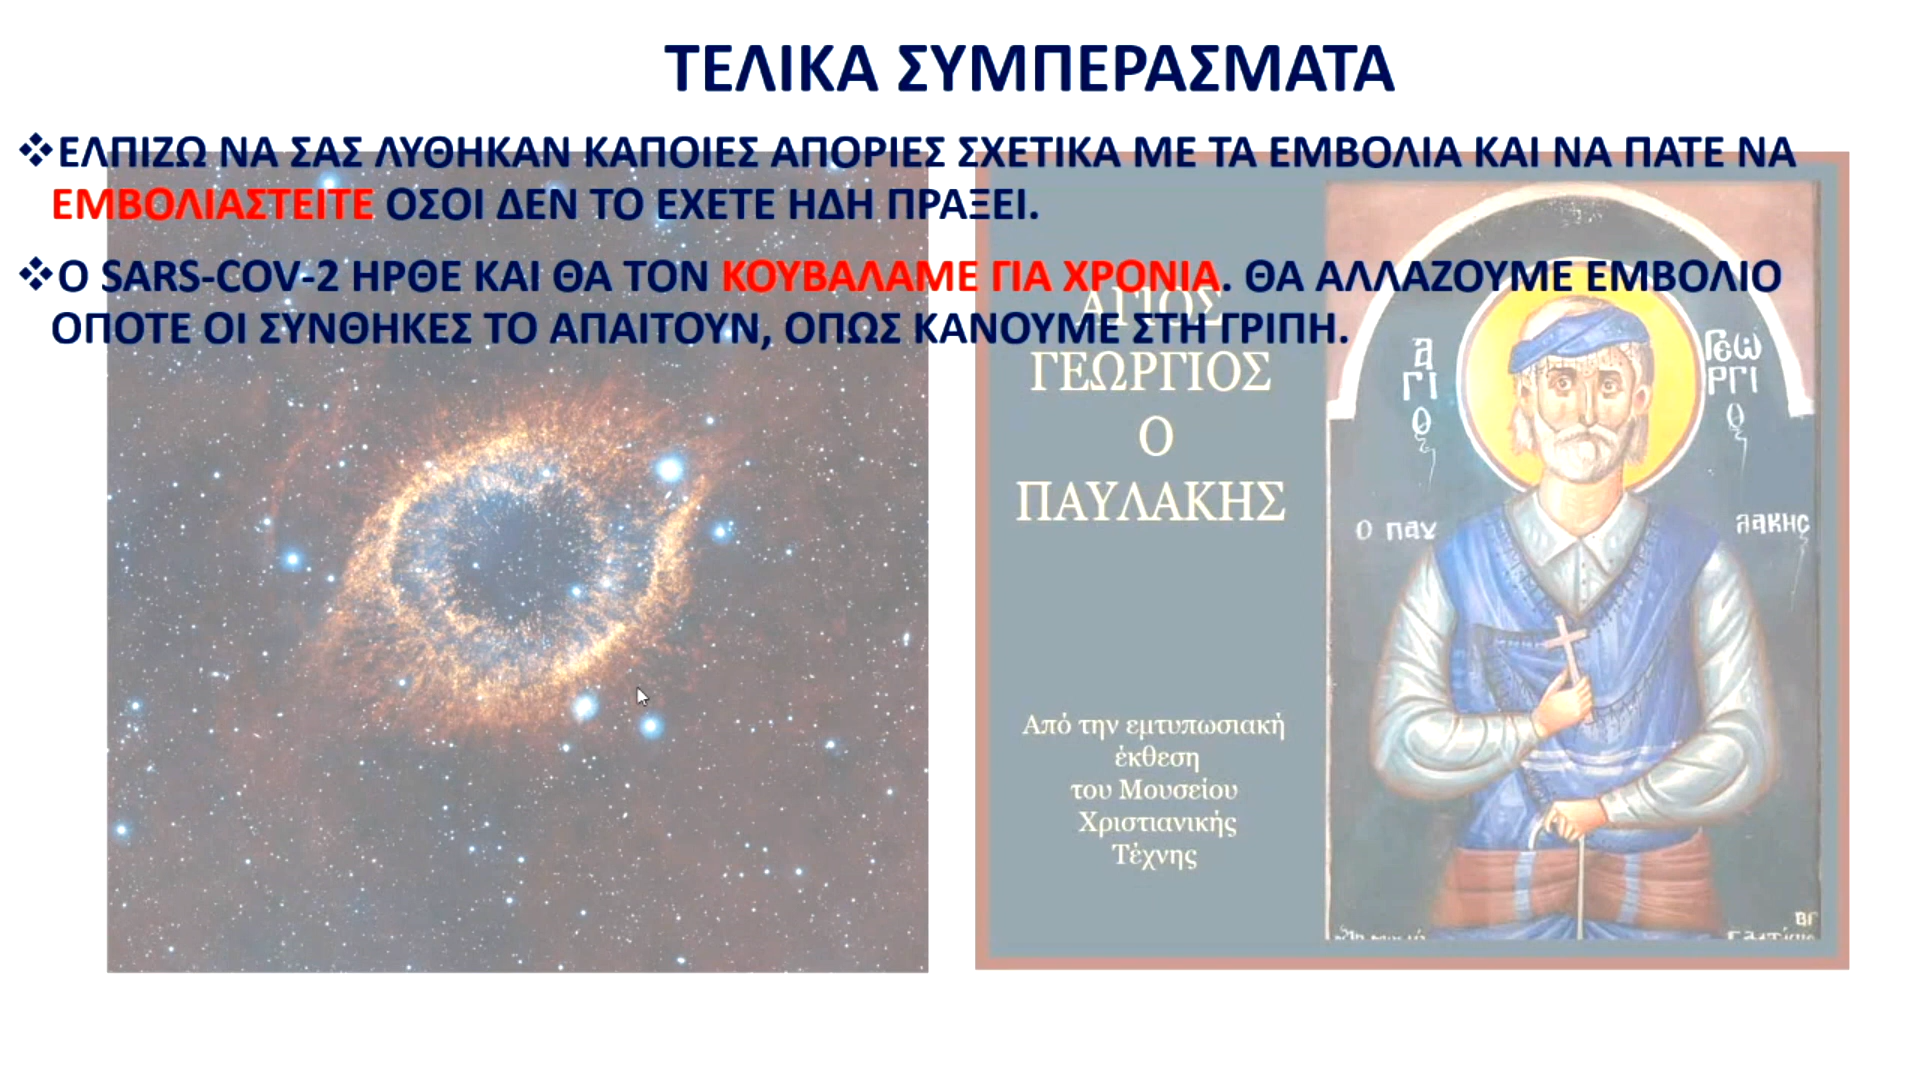 ΤΕΛΙΚΑ ΣΥΜΠΕΡΑΣΜΑΤΑ
❖ΕΛΠΙΖΩ ΝΑ ΣΑΣ ΛΥΘΗΚΑΝ ΚΑΠΟΙΕΣ ΑΠΟΡΙΕΣ ΣΧΕΤΙΚΑ ΜΕ ΤΑ ΕΜΒΟΛΙΑ ΚΑΙ ΝΑ ΠΑΤΕ ΝΑ
ΕΜΒΟΛΙΑΣΤΕΙΤΕ ΟΣΟΙ ΔΕΝ ΤΟ ΕΧΕΤΕ ΗΔΗ ΠΡΑΞΕΙ.
❖Ο SARS-COV-2 ΗΡΘΕ ΚΑΙ ΘΑ ΤΟΝ ΚΟΥΒΑΛΑΜΕ ΓΙΑ ΧΡΟΝΙΑ. ΘΑ ΑΛΛΑΖΟΥΜΕ ΕΜΒΟΛΙΟ
ΟΠΟΤΕ ΟΙ ΣΥΝΘΗΚΕΣ ΤΟ ΑΠΑΙΤΟΥΝ, ΟΠΩΣ ΚΑΝΟΥΜΕ ΣΤΗ ΓΡΙΠΗ.
ΑΓΙΟΣ
ΓΕΩΡΓΙΟΣ
Ο
ΠΑΥΛΑΚΗΣ
Από την εμτυπωσιακή
έκθεση
του Μουσείου
Χριστιανικής
Τέχνης
Ο παυ λακης